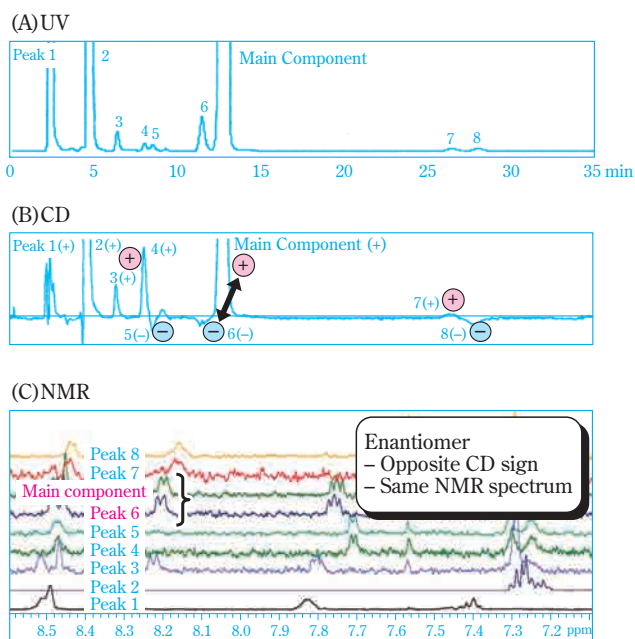 (A)UV
Peak 1
2
Main Component
3
4
5
6
7
8
0
5
10
15
20
25
30
35 min
(B)CD
Peak 1(+)
2(+)
4(+)
Main Component (+)
+
+
3(+)
7(+)
+
5(−)
−
−
6(−)
8(−)
−
(C)NMR
Enantiomer
– Opposite CD sign
– Same NMR spectrum
Peak 8
Peak 7
Main component
Peak 6
Peak 5
Peak 4
Peak 3
Peak 2
Peak 1
8.5
8.4
8.3
8.2
8.1
8.0
7.9
7.8
7.7
7.6
7.5
7.4
7.3
7.2 ppm